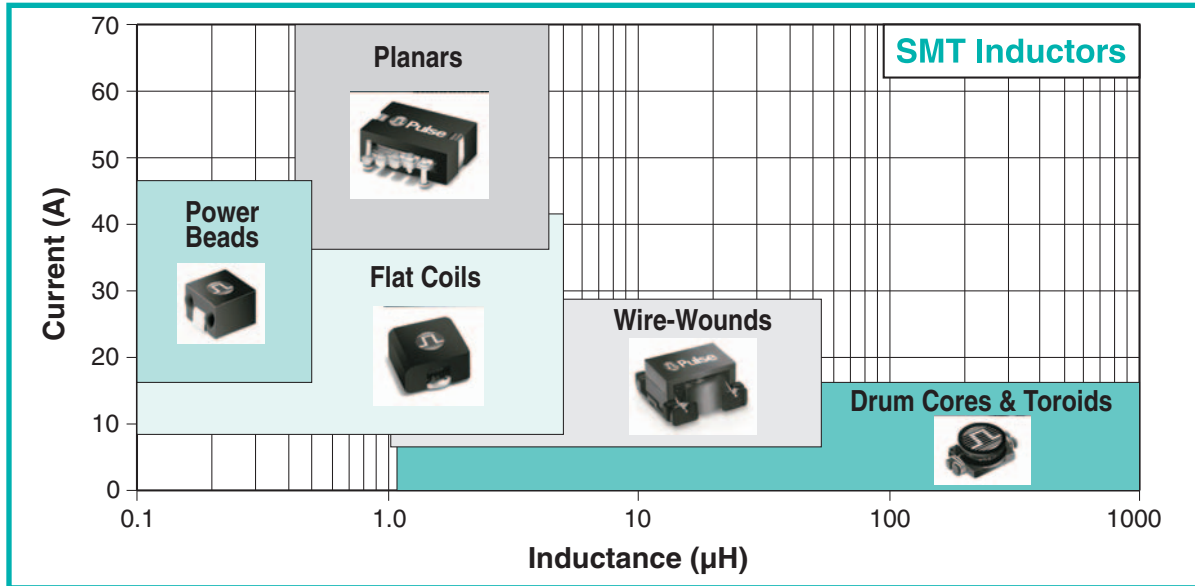 SMT Inductors
70
60
50
40
30
20
10
0
Current (A)
Planars
Pulse
Power
Beads
Flat Coils
Wire-Wounds
Pulse
Drum Cores & Toroids
0.1
1.0
10
100
1000
Inductance (µH)